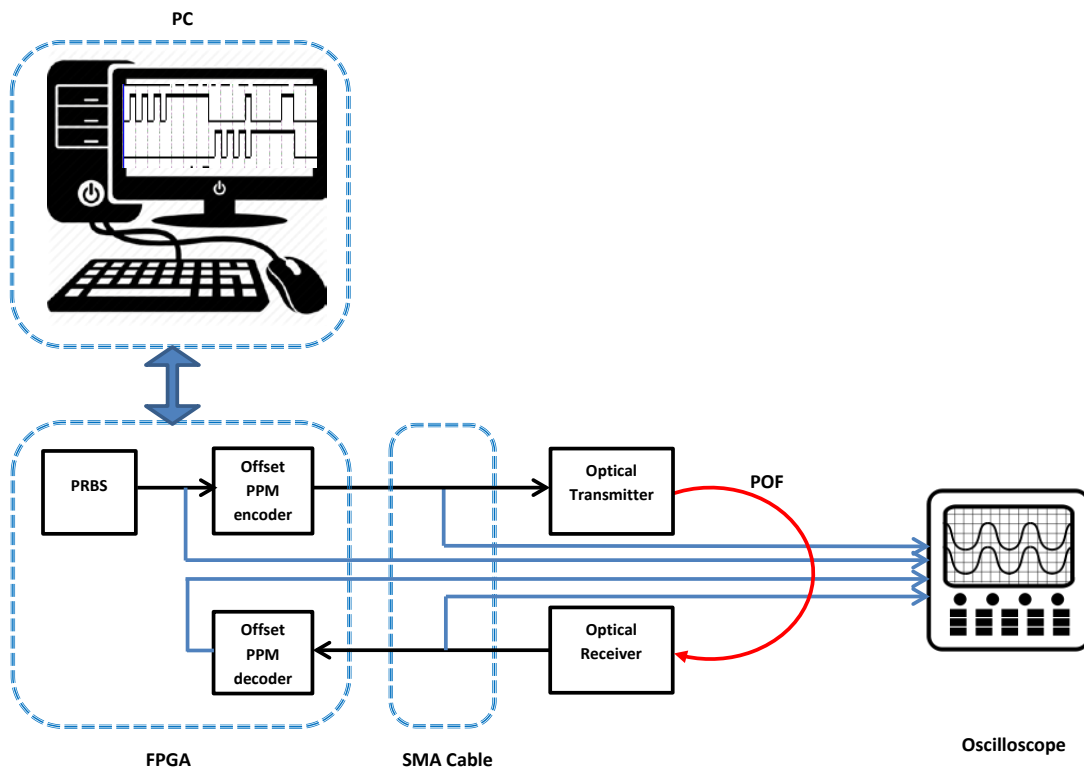 PC
PRBS
Offset
PPM
encoder
Optical
Transmitter
POF
Offset
PPM
decoder
Optical
Receiver
FPGA
SMA Cable
Oscilloscope